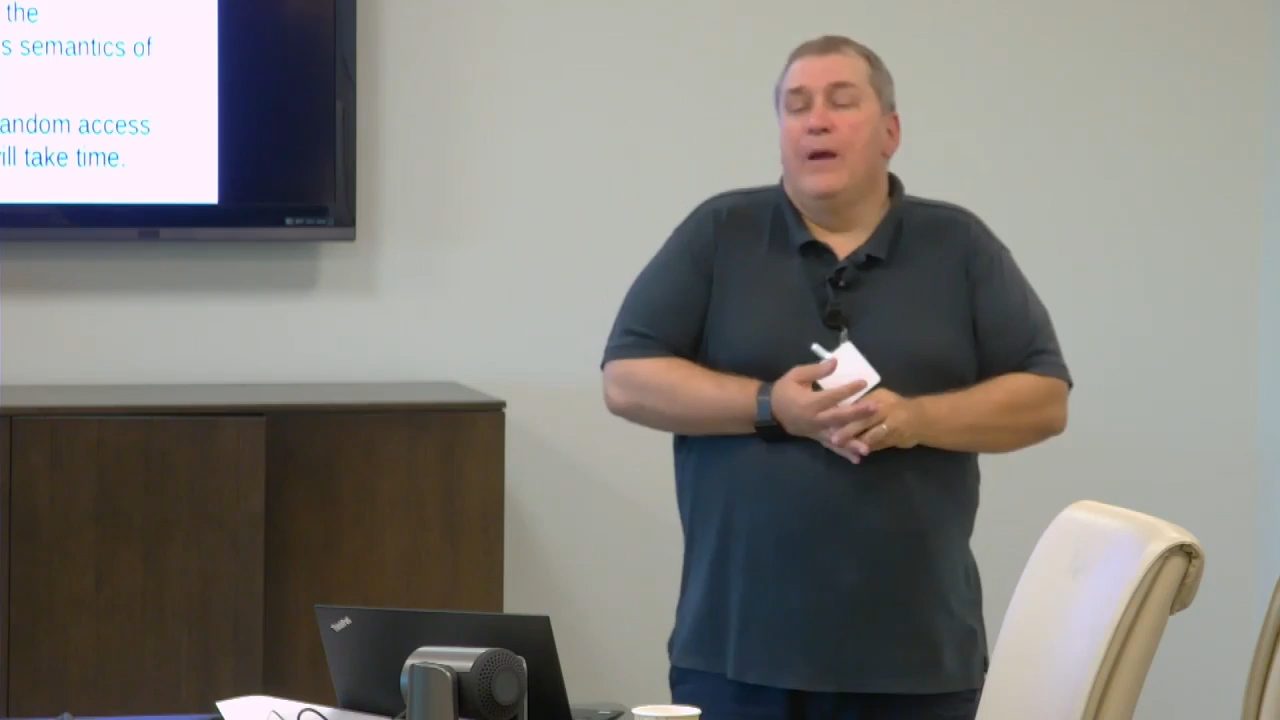 the
s semantics of
andom access
ill take time.
ThinkPad